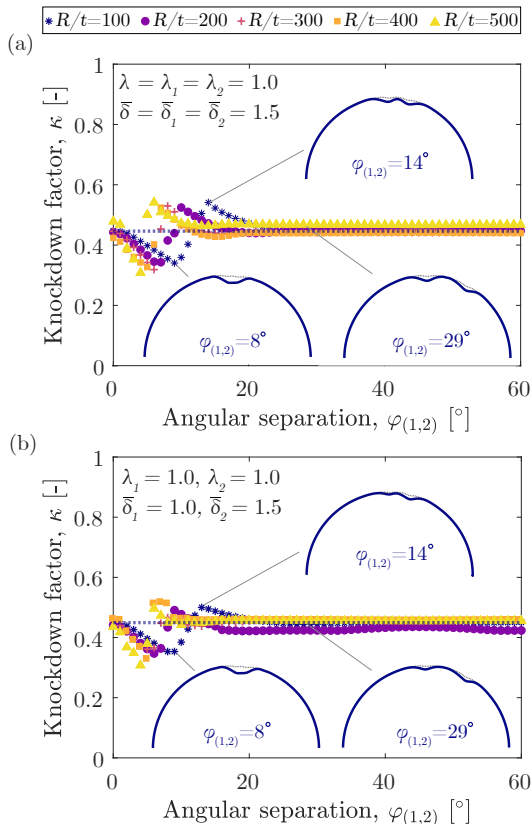 R/t=100 R/t=200 R/t=300 R/t=400 R/t=500
(a)
λ = λ₁ = λ₂ = 1.0
δ̅ = δ̅₁ = δ̅₂ = 1.5
φ₍₁,₂₎=14°
φ₍₁,₂₎=8°
φ₍₁,₂₎=29°
Knockdown factor, κ [-]
1
0.8
0.6
0.4
0.2
0
0 20 40 60
Angular separation, φ₍₁,₂₎ [°]
(b)
λ₁ = 1.0, λ₂ = 1.0
δ̅₁ = 1.0, δ̅₂ = 1.5
φ₍₁,₂₎=14°
φ₍₁,₂₎=8°
φ₍₁,₂₎=29°
Knockdown factor, κ [-]
1
0.8
0.6
0.4
0.2
0
0 20 40 60
Angular separation, φ₍₁,₂₎ [°]